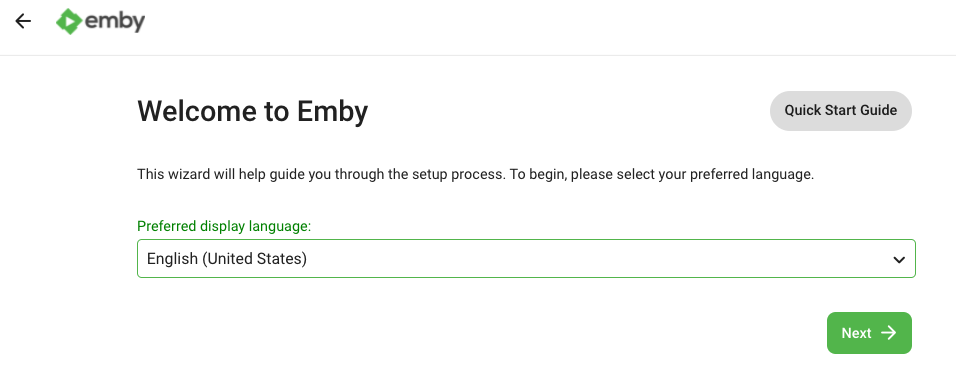 emby
Welcome to Emby
Quick Start Guide
This wizard will help guide you through the setup process. To begin, please select your preferred language.
Preferred display language:
English (United States)
Next